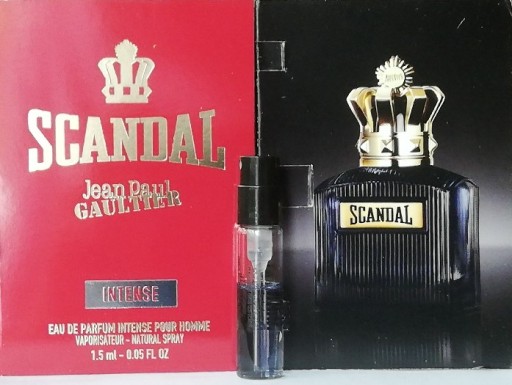 SCANDAL
Jean Paul
GAULTIER
INTENSE
EAU DE PARFUM INTENSE POUR HOMME
VAPORISATEUR - NATURAL SPRAY
1.5 ml - 0.05 FL OZ
SCANDAL